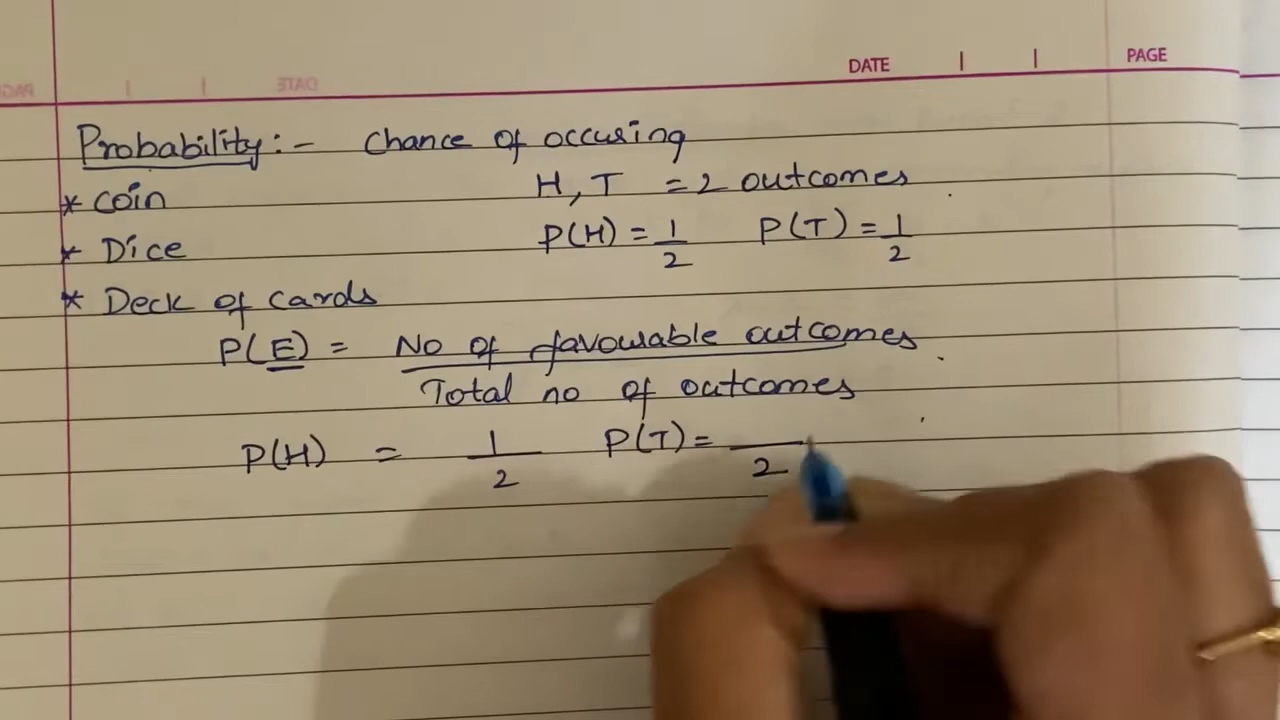 DATE PAGE
Probability:- Chance of occuring
* coin H, T = 2 outcomes
* Dice P(H) = 1/2 P(T) = 1/2
* Deck of cards
P(E) = No of favourable outcomes
Total no of outcomes
P(H) = 1/2 P(T) = /2